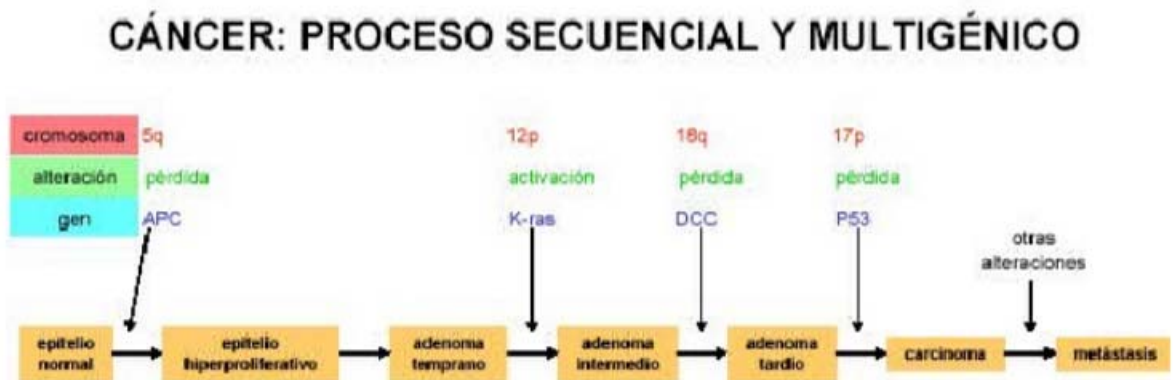 CÁNCER: PROCESO SECUENCIAL Y MULTIGÉNICO
cromosoma 5q 12p 18q 17p
alteración pérdida activación pérdida pérdida
gen APC K-ras DCC P53
otras
alteraciones
epitelio
normal
epitelio
hiperproliferativo
adenoma
temprano
adenoma
intermedio
adenoma
tardío
carcinoma
metástasis